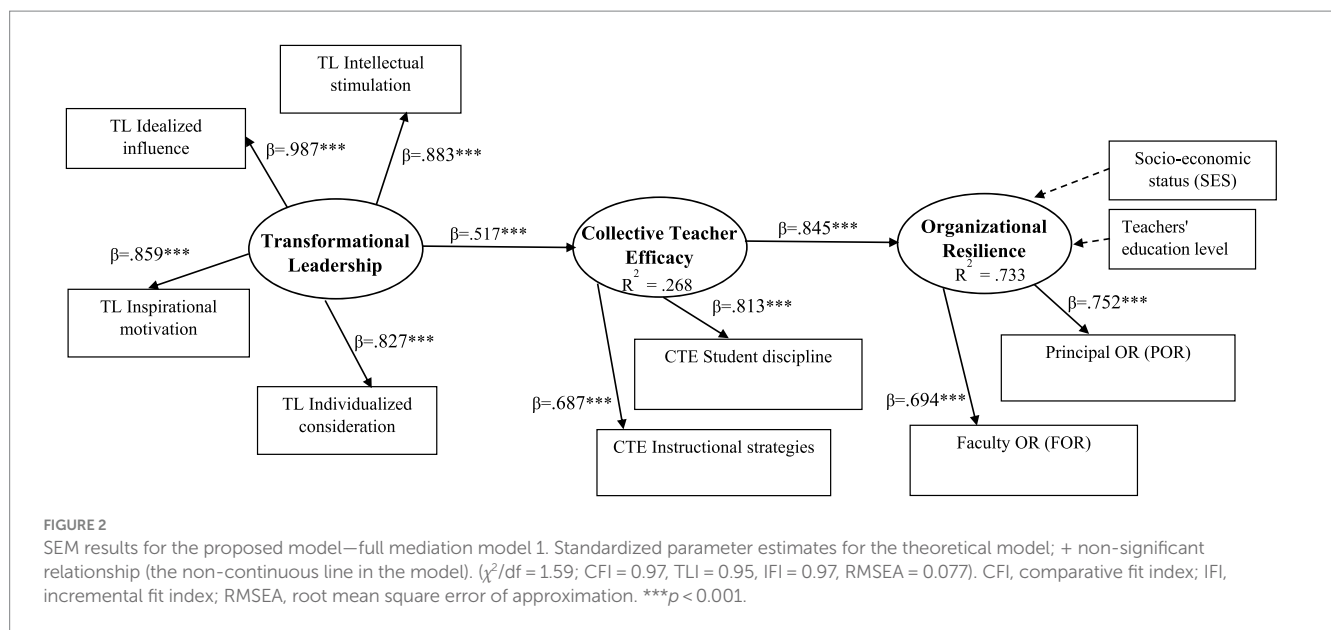 TL Intellectual
stimulation
TL Idealized
influence
β=.987***
β=.883***
Socio-economic
status (SES)
Transformational
Leadership
β=.517***
Collective Teacher
Efficacy
R² = .268
β=.845***
Organizational
Resilience
R² = .733
Teachers'
education level
β=.859***
TL Inspirational
motivation
β=.827***
TL Individualized
consideration
β=.813***
CTE Student discipline
β=.687***
CTE Instructional strategies
β=.752***
Principal OR (POR)
β=.694***
Faculty OR (FOR)
FIGURE 2
SEM results for the proposed model—full mediation model 1. Standardized parameter estimates for the theoretical model; + non-significant
relationship (the non-continuous line in the model). (χ²/df = 1.59; CFI = 0.97, TLI = 0.95, IFI = 0.97, RMSEA = 0.077). CFI, comparative fit index; IFI,
incremental fit index; RMSEA, root mean square error of approximation. ***p < 0.001.